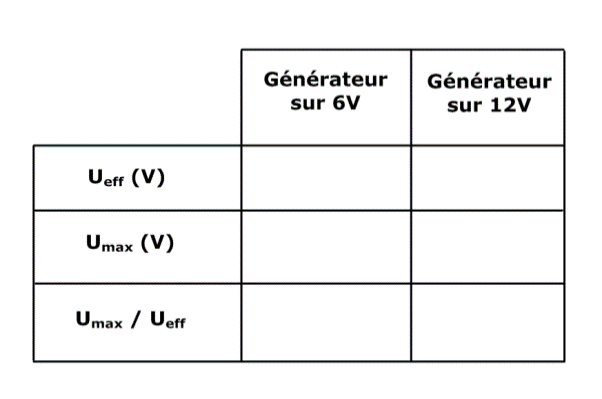 Générateur
sur 6V
Générateur
sur 12V
Ueff (V)
Umax (V)
Umax / Ueff